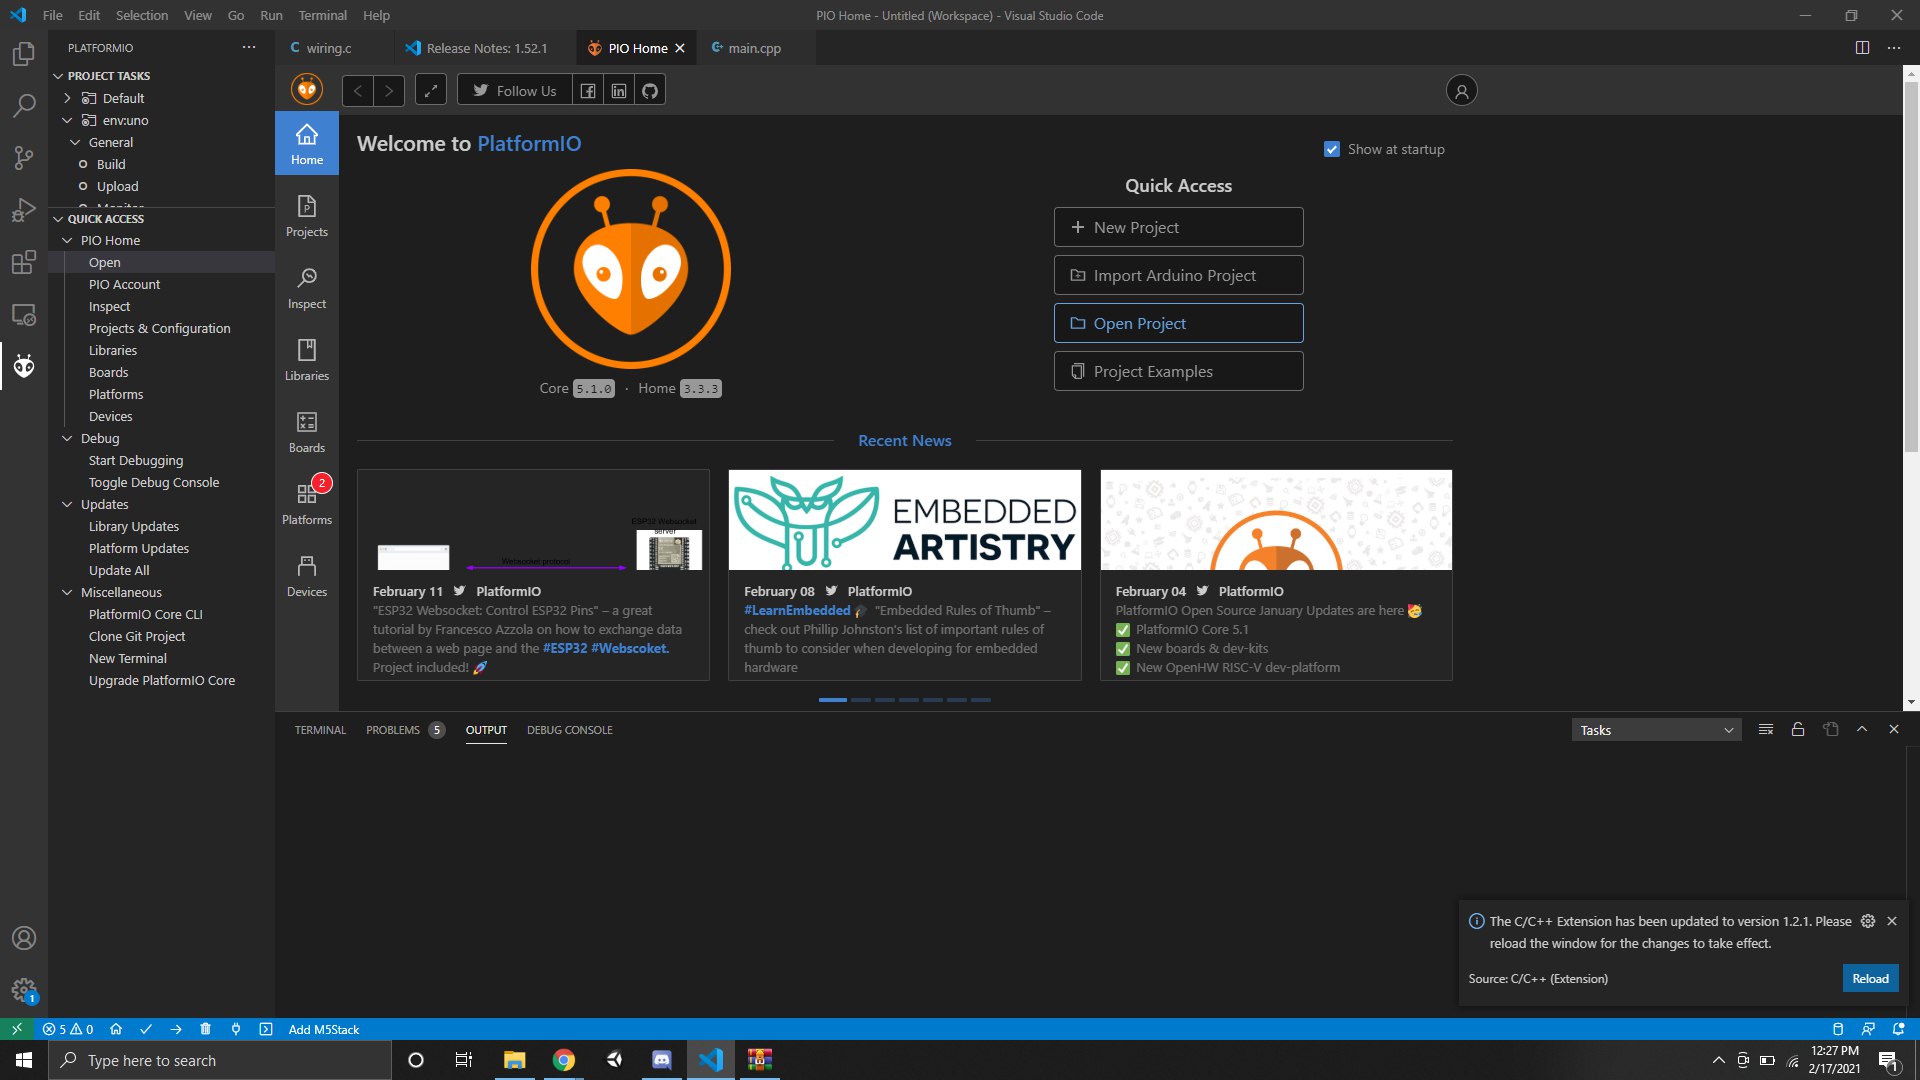 File Edit Selection View Go Run Terminal Help
PIO Home - Untitled (Workspace) - Visual Studio Code
PLATFORMIO
wiring.c
Release Notes: 1.52.1
PIO Home
main.cpp
PROJECT TASKS
Default
env:uno
General
Build
Upload
Monitor
QUICK ACCESS
PIO Home
Open
PIO Account
Inspect
Projects & Configuration
Libraries
Boards
Platforms
Devices
Debug
Start Debugging
Toggle Debug Console
Updates
Library Updates
Platform Updates
Update All
Miscellaneous
PlatformIO Core CLI
Clone Git Project
New Terminal
Upgrade PlatformIO Core
Follow Us
Home
Projects
Inspect
Libraries
Boards
2
Platforms
Devices
Welcome to PlatformIO
Show at startup
Core 5.1.0 · Home 3.3.3
Quick Access
New Project
Import Arduino Project
Open Project
Project Examples
Recent News
ESP32 Websocket
server
Websocket protocol
February 11 PlatformIO
"ESP32 Websocket: Control ESP32 Pins" – a great
tutorial by Francesco Azzola on how to exchange data
between a web page and the #ESP32 #Webscoket.
Project included! 🚀
EMBEDDED
ARTISTRY
February 08 PlatformIO
#LearnEmbedded 🎓 "Embedded Rules of Thumb" –
check out Phillip Johnston's list of important rules of
thumb to consider when developing for embedded
hardware
February 04 PlatformIO
PlatformIO Open Source January Updates are here 🥳
✅ PlatformIO Core 5.1
✅ New boards & dev-kits
✅ New OpenHW RISC-V dev-platform
TERMINAL PROBLEMS 5 OUTPUT DEBUG CONSOLE
Tasks
The C/C++ Extension has been updated to version 1.2.1. Please
reload the window for the changes to take effect.
Source: C/C++ (Extension)
Reload
1
5 0
Add M5Stack
Type here to search
12:27 PM
2/17/2021
1